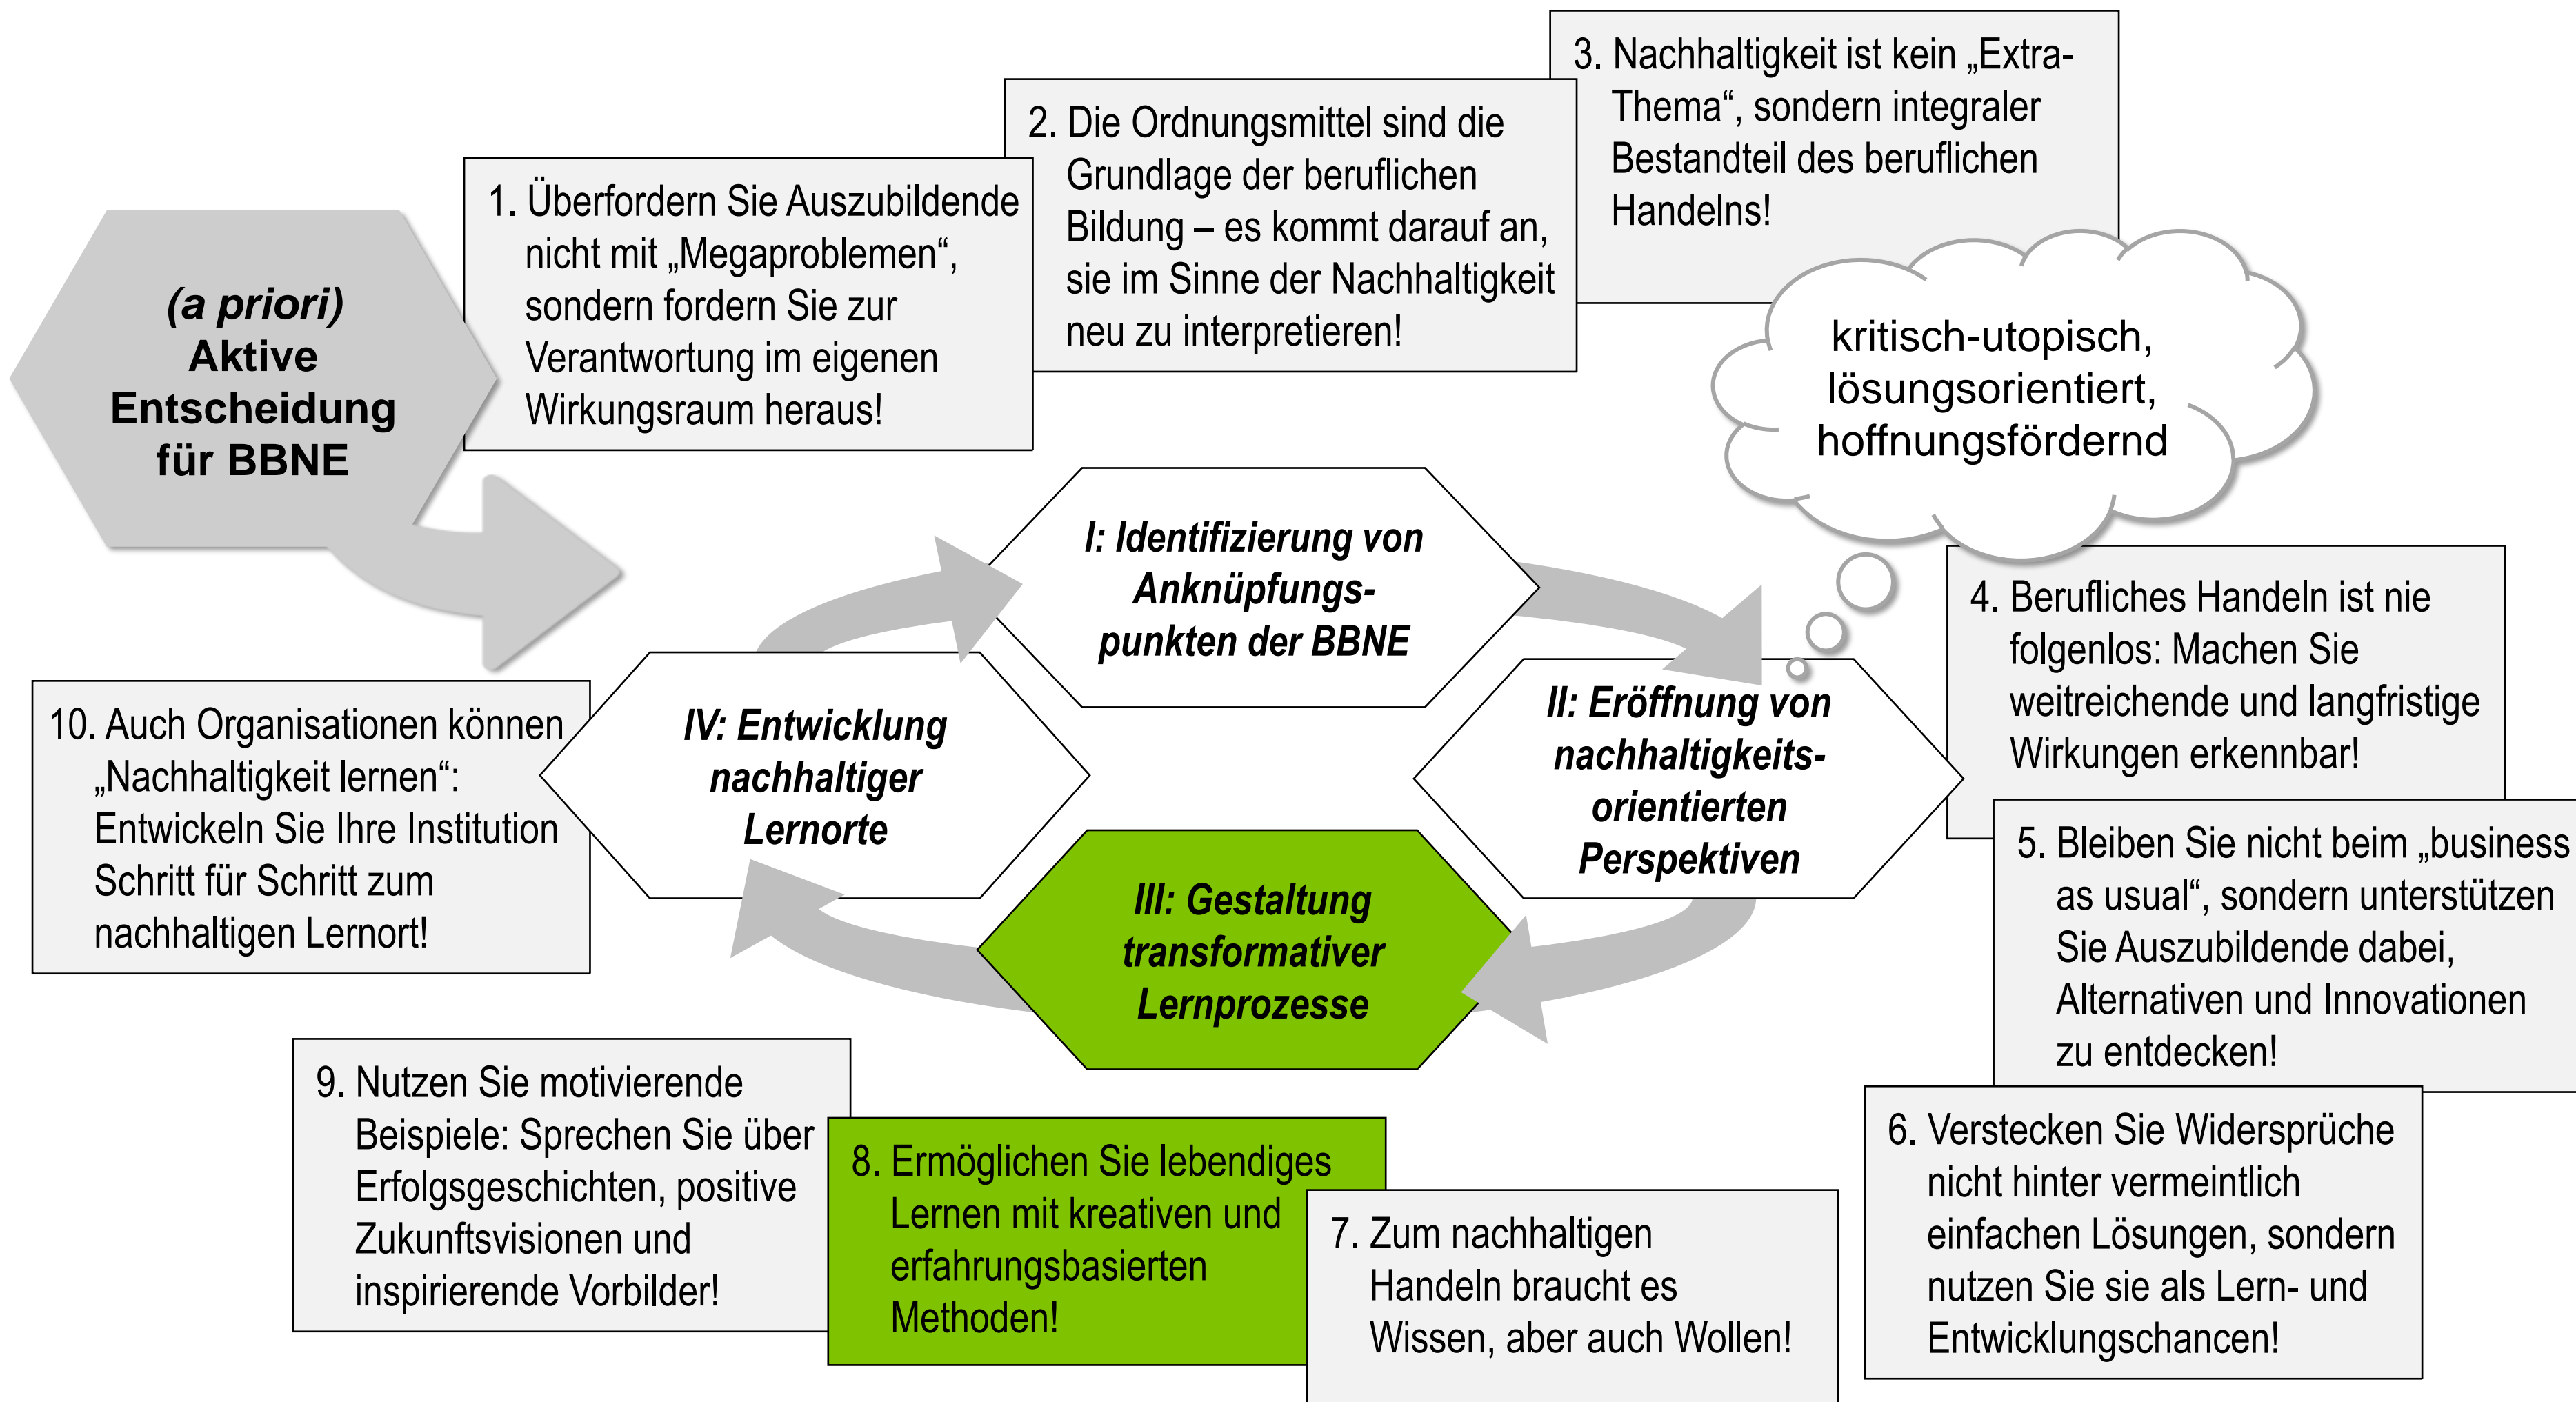 (a priori)
Aktive
Entscheidung
für BBNE
1. Überfordern Sie Auszubildende
nicht mit „Megaproblemen“,
sondern fordern Sie zur
Verantwortung im eigenen
Wirkungsraum heraus!
2. Die Ordnungsmittel sind die
Grundlage der beruflichen
Bildung – es kommt darauf an,
sie im Sinne der Nachhaltigkeit
neu zu interpretieren!
3. Nachhaltigkeit ist kein „Extra-
Thema“, sondern integraler
Bestandteil des beruflichen
Handelns!
kritisch-utopisch,
lösungsorientiert,
hoffnungsfördernd
I: Identifizierung von
Anknüpfungs-
punkten der BBNE
II: Eröffnung von
nachhaltigkeits-
orientierten
Perspektiven
III: Gestaltung
transformativer
Lernprozesse
IV: Entwicklung
nachhaltiger
Lernorte
4. Berufliches Handeln ist nie
folgenlos: Machen Sie
weitreichende und langfristige
Wirkungen erkennbar!
5. Bleiben Sie nicht beim „business
as usual“, sondern unterstützen
Sie Auszubildende dabei,
Alternativen und Innovationen
zu entdecken!
6. Verstecken Sie Widersprüche
nicht hinter vermeintlich
einfachen Lösungen, sondern
nutzen Sie sie als Lern- und
Entwicklungschancen!
7. Zum nachhaltigen
Handeln braucht es
Wissen, aber auch Wollen!
8. Ermöglichen Sie lebendiges
Lernen mit kreativen und
erfahrungsbasierten
Methoden!
9. Nutzen Sie motivierende
Beispiele: Sprechen Sie über
Erfolgsgeschichten, positive
Zukunftsvisionen und
inspirierende Vorbilder!
10. Auch Organisationen können
„Nachhaltigkeit lernen“:
Entwickeln Sie Ihre Institution
Schritt für Schritt zum
nachhaltigen Lernort!